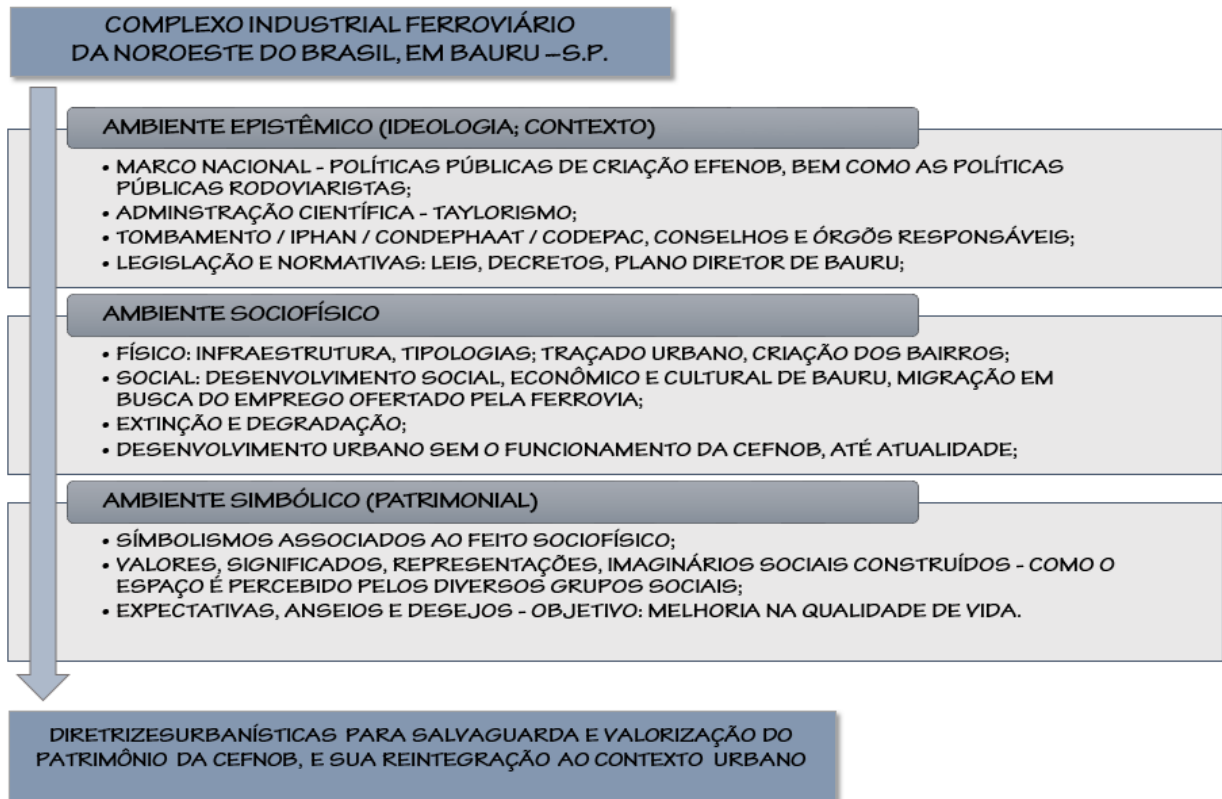 COMPLEXO INDUSTRIAL FERROVIÁRIO
DA NOROESTE DO BRASIL, EM BAURU – S.P.
AMBIENTE EPISTÊMICO (IDEOLOGIA; CONTEXTO)
• MARCO NACIONAL - POLÍTICAS PÚBLICAS DE CRIAÇÃO EFENOB, BEM COMO AS POLÍTICAS
PÚBLICAS RODOVIARISTAS;
• ADMINSTRAÇÃO CIENTÍFICA - TAYLORISMO;
• TOMBAMENTO / IPHAN / CONDEPHAAT / CODEPAC, CONSELHOS E ÓRGÕS RESPONSÁVEIS;
• LEGISLAÇÃO E NORMATIVAS: LEIS, DECRETOS, PLANO DIRETOR DE BAURU;
AMBIENTE SOCIOFÍSICO
• FÍSICO: INFRAESTRUTURA, TIPOLOGIAS; TRAÇADO URBANO, CRIAÇÃO DOS BAIRROS;
• SOCIAL: DESENVOLVIMENTO SOCIAL, ECONÔMICO E CULTURAL DE BAURU, MIGRAÇÃO EM
BUSCA DO EMPREGO OFERTADO PELA FERROVIA;
• EXTINÇÃO E DEGRADAÇÃO;
• DESENVOLVIMENTO URBANO SEM O FUNCIONAMENTO DA CEFNOB, ATÉ ATUALIDADE;
AMBIENTE SIMBÓLICO (PATRIMONIAL)
• SÍMBOLISMOS ASSOCIADOS AO FEITO SOCIOFÍSICO;
• VALORES, SIGNIFICADOS, REPRESENTAÇÕES, IMAGINÁRIOS SOCIAIS CONSTRUÍDOS - COMO O
ESPAÇO É PERCEBIDO PELOS DIVERSOS GRUPOS SOCIAIS;
• EXPECTATIVAS, ANSEIOS E DESEJOS - OBJETIVO: MELHORIA NA QUALIDADE DE VIDA.
DIRETRIZESURBANÍSTICAS PARA SALVAGUARDA E VALORIZAÇÃO DO
PATRIMÔNIO DA CEFNOB, E SUA REINTEGRAÇÃO AO CONTEXTO URBANO